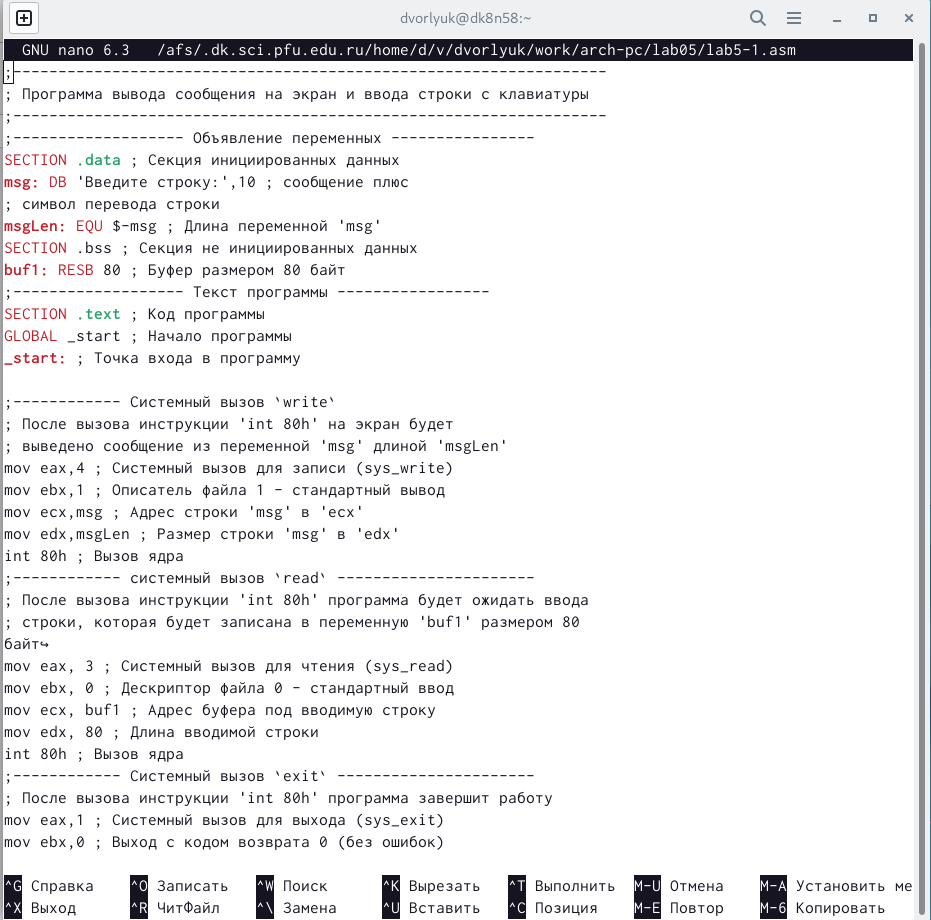 dvorlyuk@dk8n58:~
GNU nano 6.3 /afs/.dk.sci.pfu.edu.ru/home/d/v/dvorlyuk/work/arch-pc/lab05/lab5-1.asm
;------------------------------------------------------------------
; Программа вывода сообщения на экран и ввода строки с клавиатуры
;------------------------------------------------------------------
;------------------- Объявление переменных ----------------
SECTION .data ; Секция инициированных данных
msg: DB 'Введите строку:',10 ; сообщение плюс
; символ перевода строки
msgLen: EQU $-msg ; Длина переменной 'msg'
SECTION .bss ; Секция не инициированных данных
buf1: RESB 80 ; Буфер размером 80 байт
;------------------- Текст программы -----------------
SECTION .text ; Код программы
GLOBAL _start ; Начало программы
_start: ; Точка входа в программу
;------------ Системный вызов `write`
; После вызова инструкции 'int 80h' на экран будет
; выведено сообщение из переменной 'msg' длиной 'msgLen'
mov eax,4 ; Системный вызов для записи (sys_write)
mov ebx,1 ; Описатель файла 1 - стандартный вывод
mov ecx,msg ; Адрес строки 'msg' в 'ecx'
mov edx,msgLen ; Размер строки 'msg' в 'edx'
int 80h ; Вызов ядра
;------------ системный вызов `read` ----------------------
; После вызова инструкции 'int 80h' программа будет ожидать ввода
; строки, которая будет записана в переменную 'buf1' размером 80
байт↪
mov eax, 3 ; Системный вызов для чтения (sys_read)
mov ebx, 0 ; Дескриптор файла 0 - стандартный ввод
mov ecx, buf1 ; Адрес буфера под вводимую строку
mov edx, 80 ; Длина вводимой строки
int 80h ; Вызов ядра
;------------ Системный вызов `exit` ----------------------
; После вызова инструкции 'int 80h' программа завершит работу
mov eax,1 ; Системный вызов для выхода (sys_exit)
mov ebx,0 ; Выход с кодом возврата 0 (без ошибок)
^G Справка ^O Записать ^W Поиск ^K Вырезать ^T Выполнить M-U Отмена M-A Установить ме
^X Выход ^R ЧитФайл ^\ Замена ^U Вставить ^C Позиция M-E Повтор M-6 Копировать